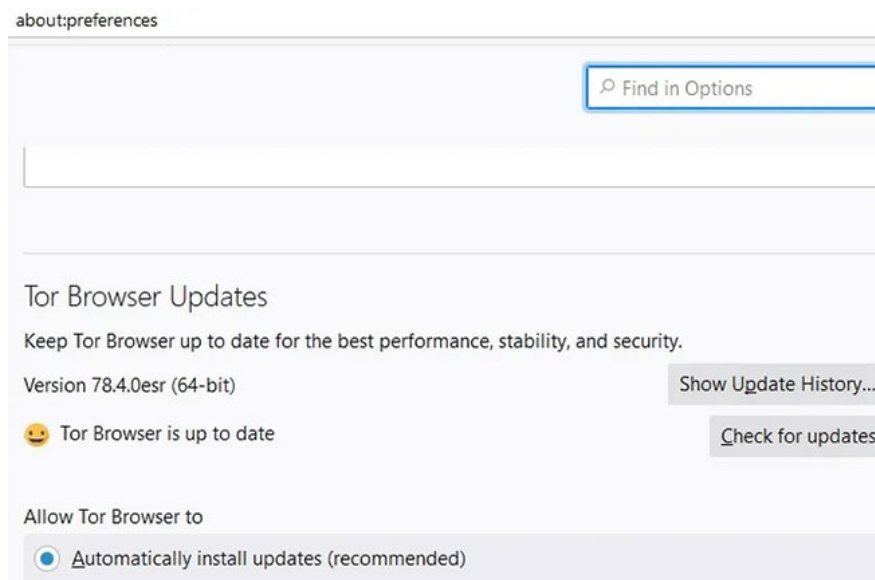 about:preferences
Find in Options
Tor Browser Updates
Keep Tor Browser up to date for the best performance, stability, and security.
Version 78.4.0esr (64-bit)
Show Update History...
Tor Browser is up to date
Check for updates
Allow Tor Browser to
Automatically install updates (recommended)